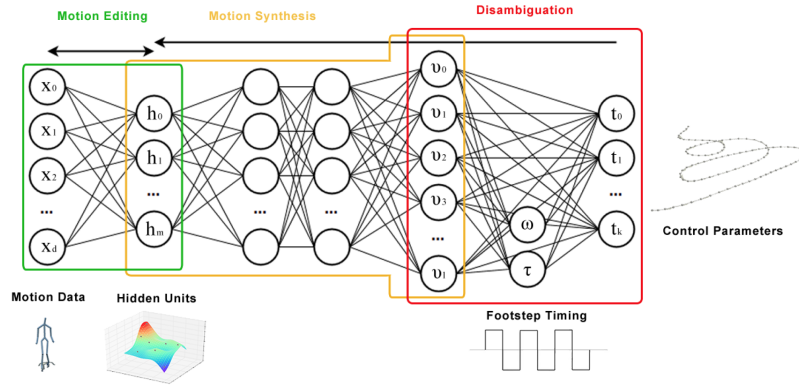 Motion Editing
Motion Synthesis
Disambiguation
x0
x1
x2
...
xd
h0
h1
...
hm
...
...
υ0
υ1
υ2
υ3
...
υl
ω
τ
t0
t1
...
tk
Control Parameters
Motion Data
Hidden Units
Footstep Timing